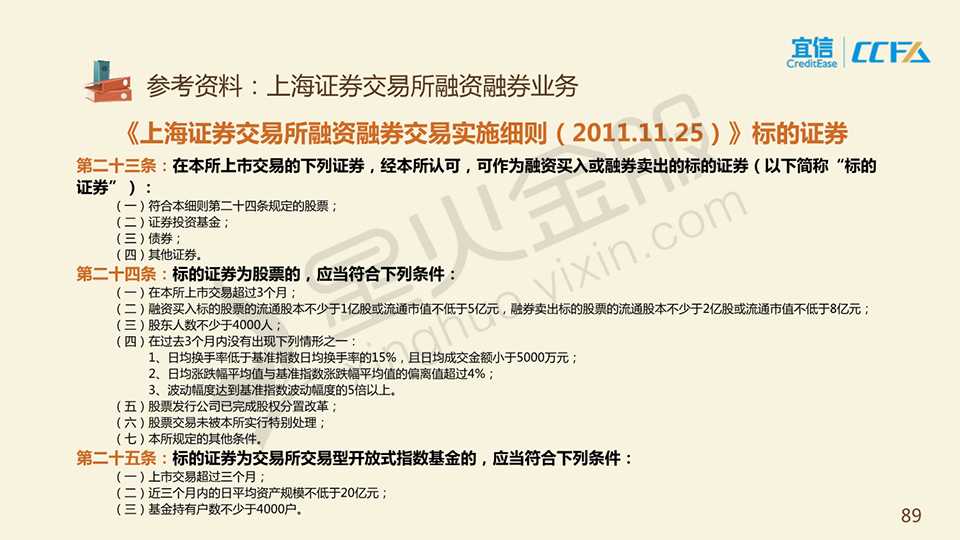 宜信
CreditEase
CCFA
参考资料：上海证券交易所融资融券业务
《上海证券交易所融资融券交易实施细则（2011.11.25）》标的证券
第二十三条：在本所上市交易的下列证券，经本所认可，可作为融资买入或融券卖出的标的证券（以下简称“标的
证券”）：
（一）符合本细则第二十四条规定的股票；
（二）证券投资基金；
（三）债券；
（四）其他证券。
第二十四条：标的证券为股票的，应当符合下列条件：
（一）在本所上市交易超过3个月；
（二）融资买入标的股票的流通股本不少于1亿股或流通市值不低于5亿元，融券卖出标的股票的流通股本不少于2亿股或流通市值不低于8亿元；
（三）股东人数不少于4000人；
（四）在过去3个月内没有出现下列情形之一：
1、日均换手率低于基准指数日均换手率的15%，且日均成交金额小于5000万元；
2、日均涨跌幅平均值与基准指数涨跌幅平均值的偏离值超过4%；
3、波动幅度达到基准指数波动幅度的5倍以上。
（五）股票发行公司已完成股权分置改革；
（六）股票交易未被本所实行特别处理；
（七）本所规定的其他条件。
第二十五条：标的证券为交易所交易型开放式指数基金的，应当符合下列条件：
（一）上市交易超过三个月；
（二）近三个月内的日平均资产规模不低于20亿元；
（三）基金持有户数不少于4000户。
星火金服
xinghuo.yixin.com
89